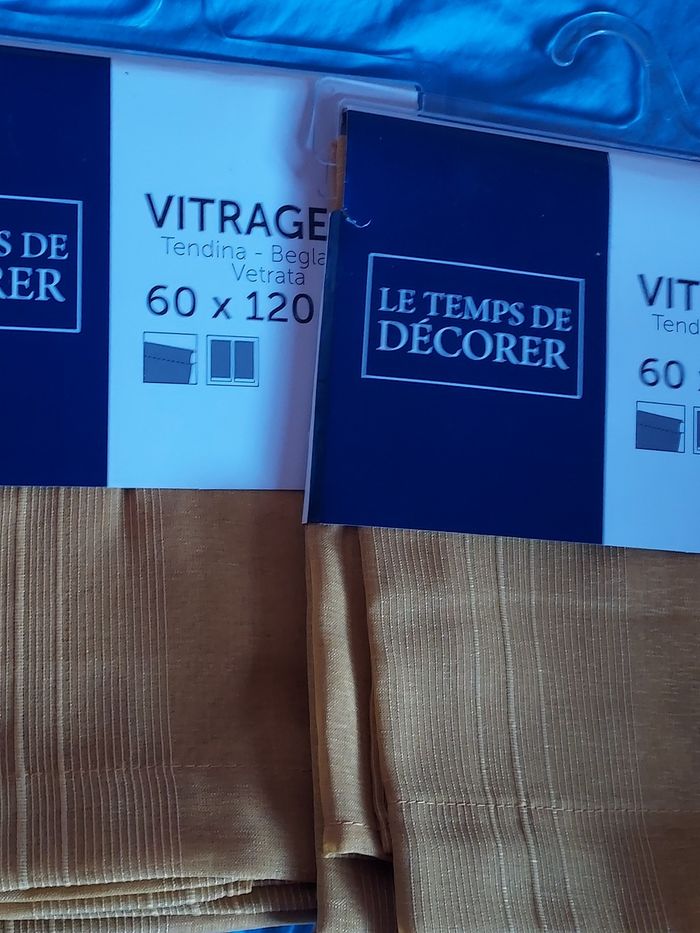 S DE
RER
VITRAGE
Tendina - Begla
Vetrata
60 x 120
LE TEMPS DE
DÉCORER
VIT
Tend
60